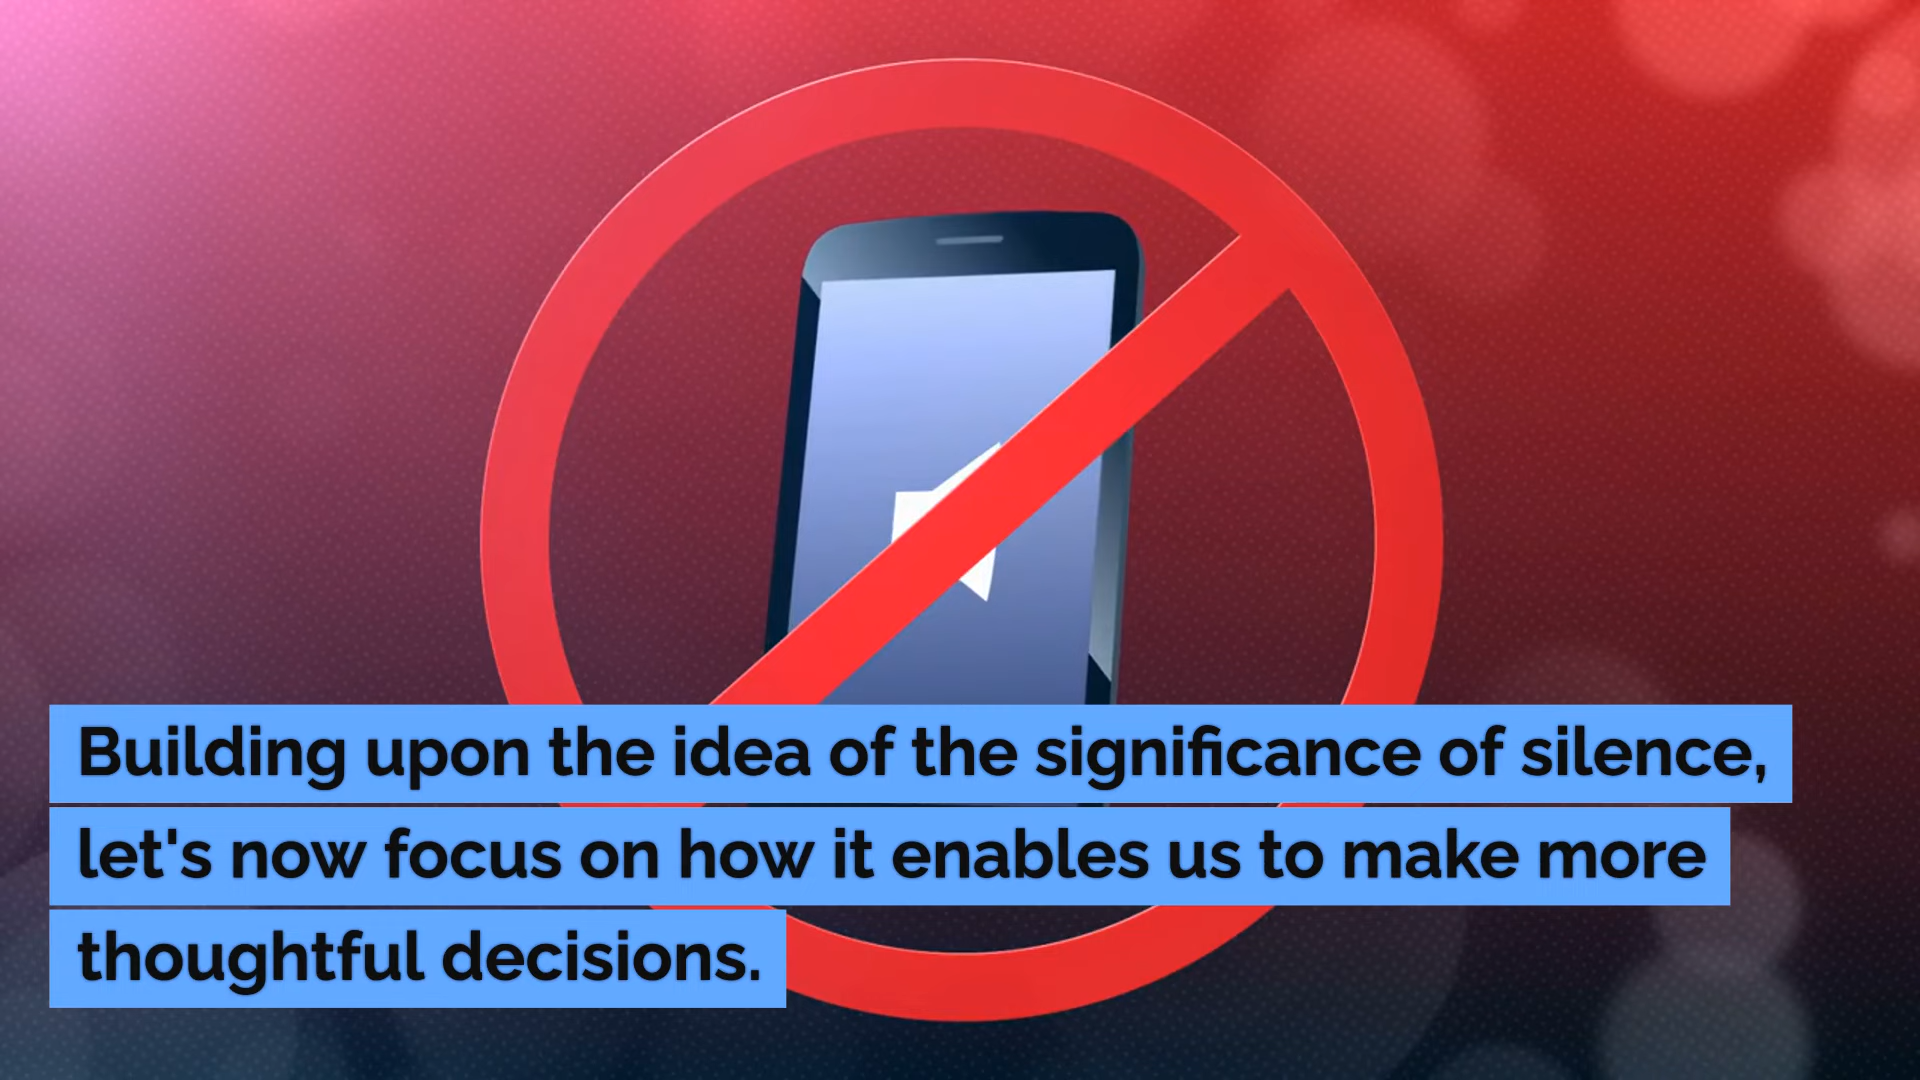 Building upon the idea of the significance of silence,
let's now focus on how it enables us to make more
thoughtful decisions.